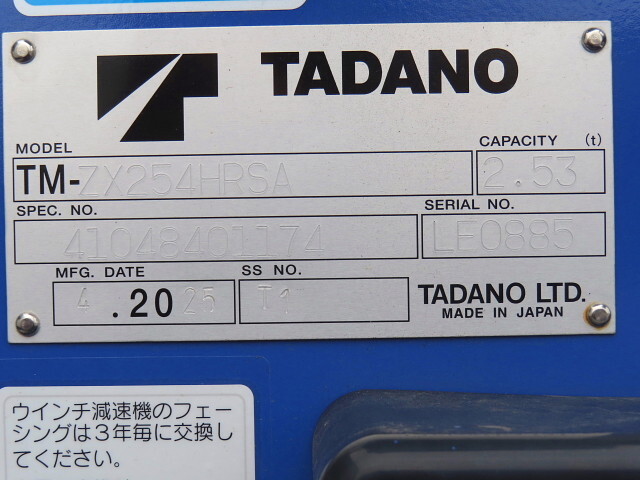 TADANO
MODEL
CAPACITY (t)
TM-ZX254HRSA
2.53
SPEC. NO.
SERIAL NO.
41048401174
LF0885
MFG. DATE
SS NO.
4 .2025
T1
TADANO LTD.
MADE IN JAPAN
ウインチ減速機のフェー
シングは3年毎に交換し
てください。